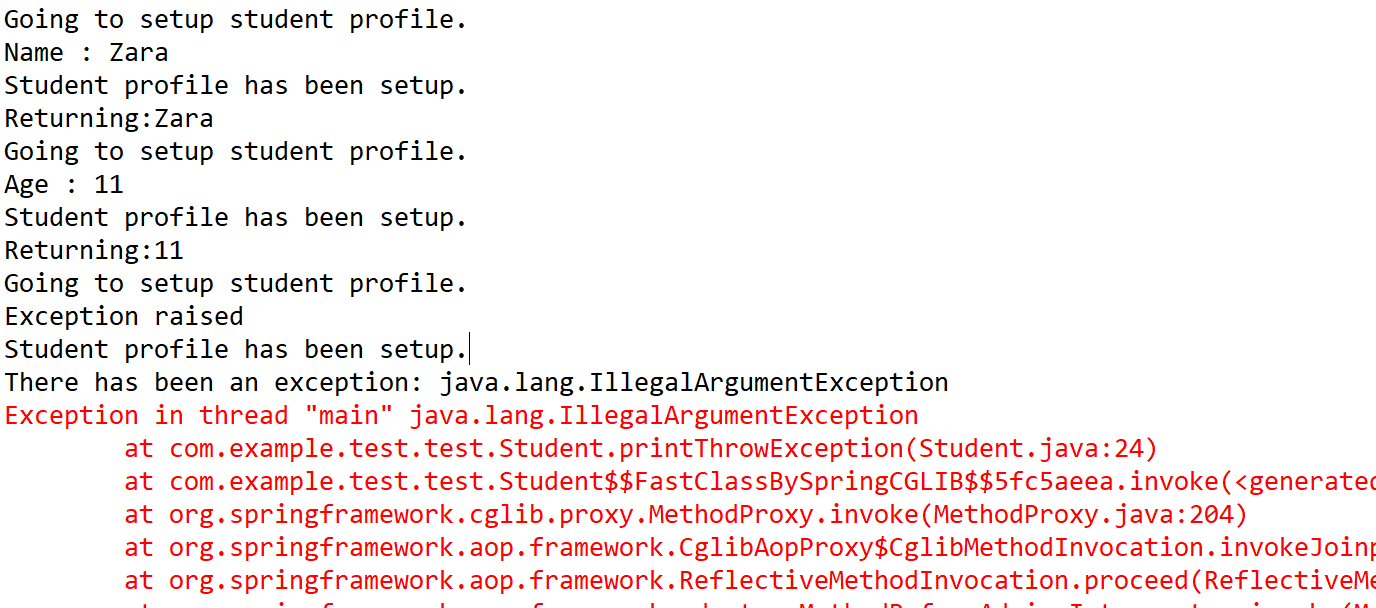 Going to setup student profile.
Name : Zara
Student profile has been setup.
Returning:Zara
Going to setup student profile.
Age : 11
Student profile has been setup.
Returning:11
Going to setup student profile.
Exception raised
Student profile has been setup.
There has been an exception: java.lang.IllegalArgumentException
Exception in thread "main" java.lang.IllegalArgumentException
at com.example.test.test.Student.printThrowException(Student.java:24)
at com.example.test.test.Student$$FastClassBySpringCGLIB$$5fc5aeea.invoke(<generated
at org.springframework.cglib.proxy.MethodProxy.invoke(MethodProxy.java:204)
at org.springframework.aop.framework.CglibAopProxy$CglibMethodInvocation.invokeJoinp
at org.springframework.aop.framework.ReflectiveMethodInvocation.proceed(ReflectiveMe